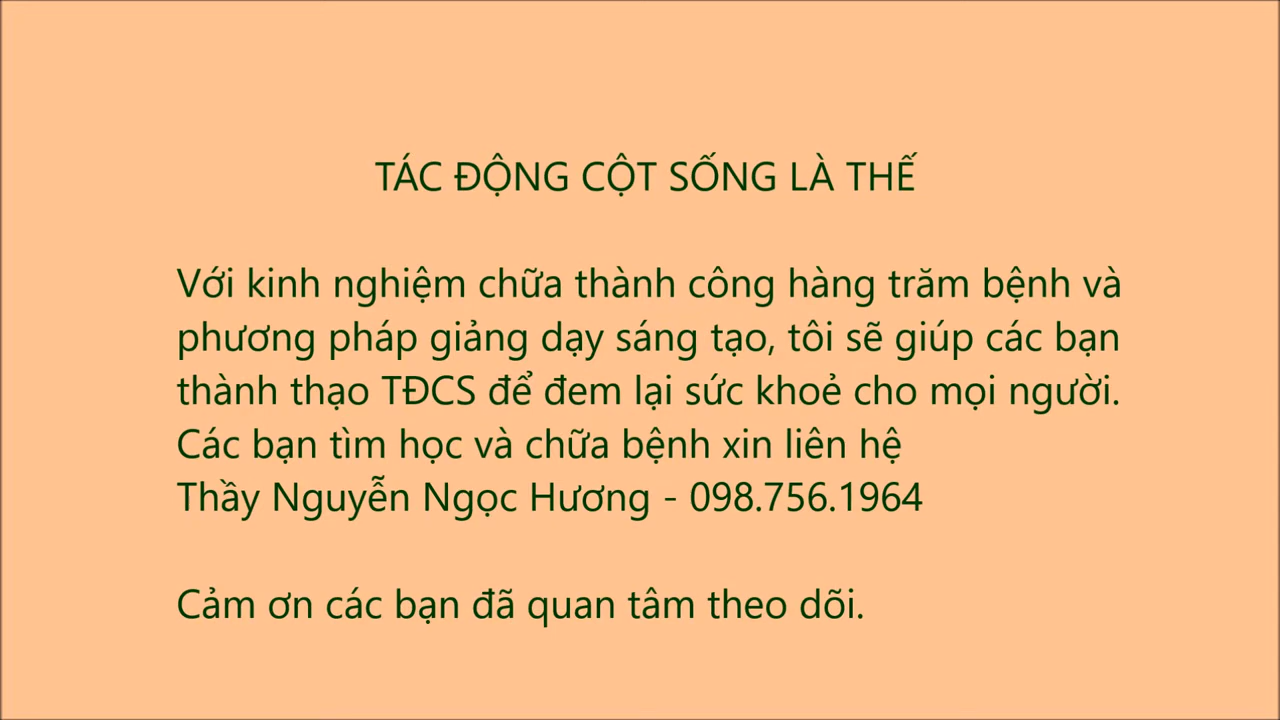 TÁC ĐỘNG CỘT SỐNG LÀ THẾ
Với kinh nghiệm chữa thành công hàng trăm bệnh và
phương pháp giảng dạy sáng tạo, tôi sẽ giúp các bạn
thành thạo TĐCS để đem lại sức khoẻ cho mọi người.
Các bạn tìm học và chữa bệnh xin liên hệ
Thầy Nguyễn Ngọc Hương - 098.756.1964
Cảm ơn các bạn đã quan tâm theo dõi.